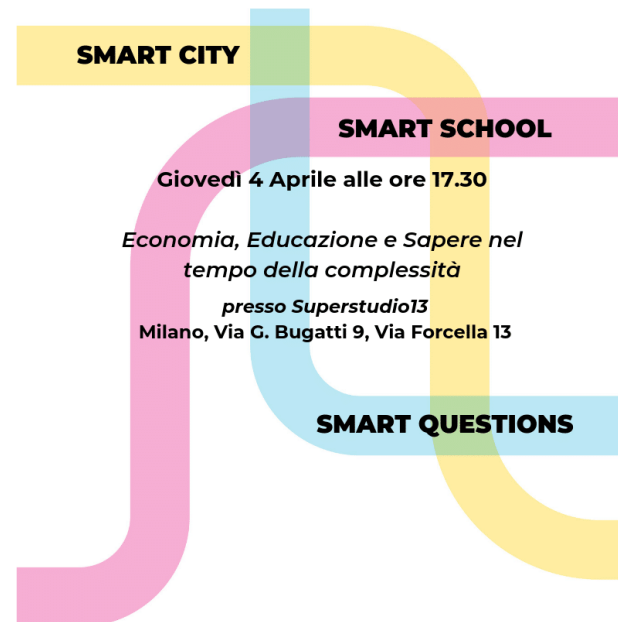 SMART CITY
SMART SCHOOL
Giovedì 4 Aprile alle ore 17.30
Economia, Educazione e Sapere nel
tempo della complessità
presso Superstudio13
Milano, Via G. Bugatti 9, Via Forcella 13
SMART QUESTIONS